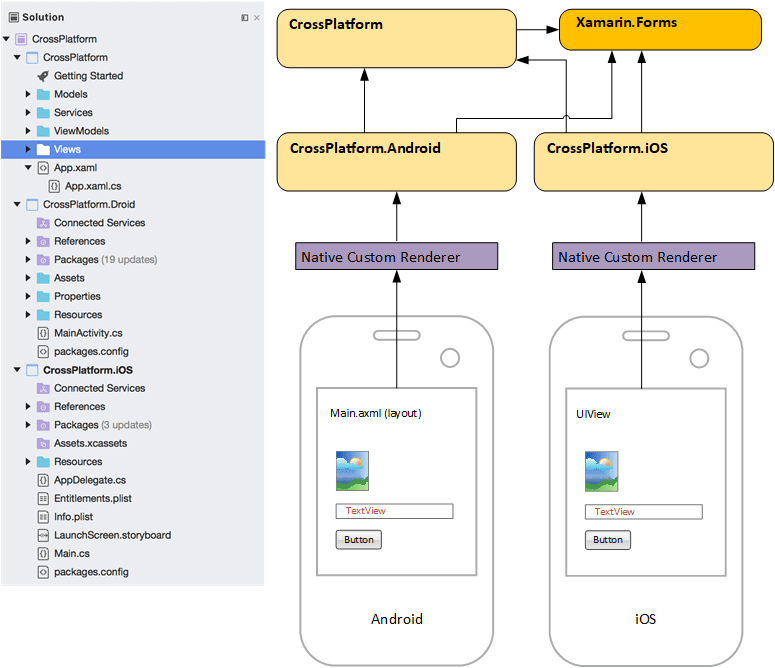 Solution
CrossPlatform
CrossPlatform
Getting Started
Models
Services
ViewModels
Views
App.xaml
App.xaml.cs
CrossPlatform.Droid
Connected Services
References
Packages (19 updates)
Assets
Properties
Resources
MainActivity.cs
packages.config
CrossPlatform.iOS
Connected Services
References
Packages (3 updates)
Assets.xcassets
Resources
AppDelegate.cs
Entitlements.plist
Info.plist
LaunchScreen.storyboard
Main.cs
packages.config
CrossPlatform
Xamarin.Forms
CrossPlatform.Android
CrossPlatform.iOS
Native Custom Renderer
Native Custom Renderer
Main.axml (layout)
TextView
Button
Android
UIView
TextView
Button
iOS